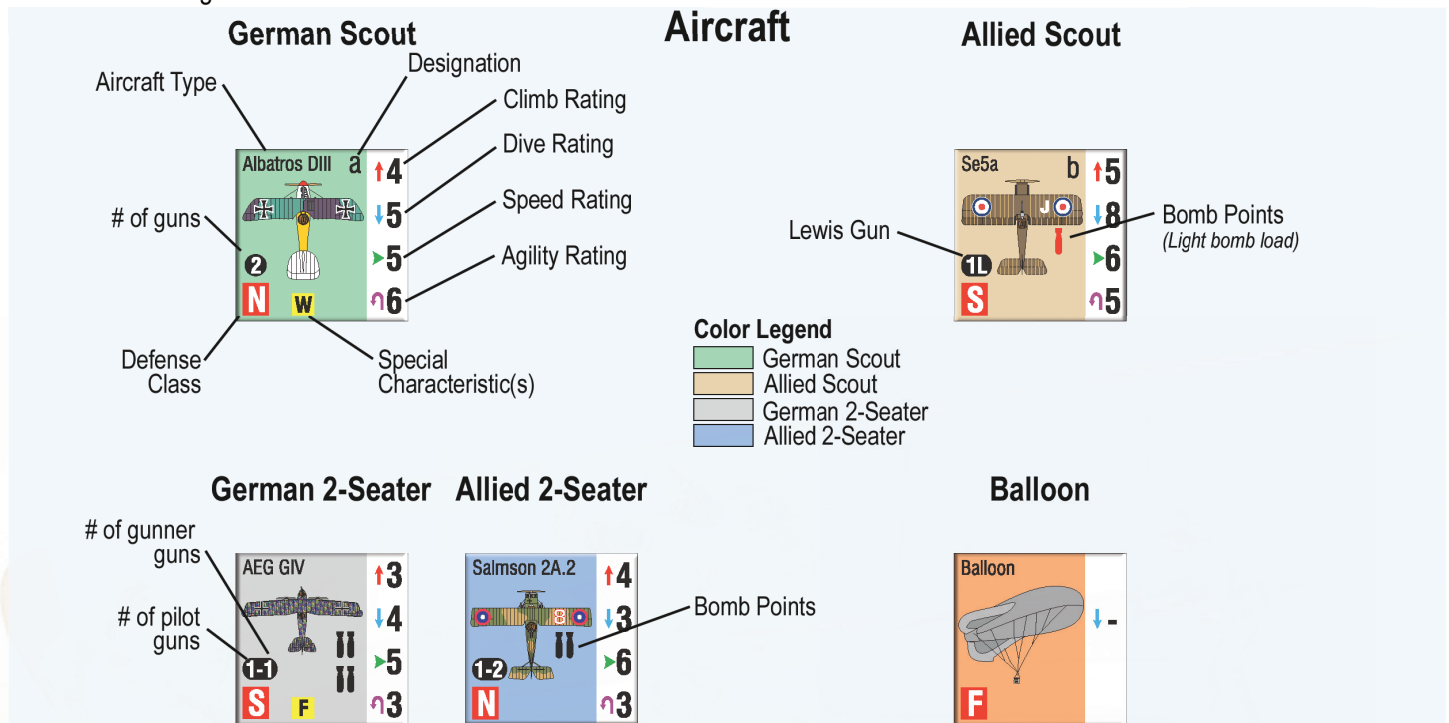 Aircraft
German Scout
Allied Scout
Aircraft Type
Designation
Climb Rating
Dive Rating
Speed Rating
Agility Rating
# of guns
Defense
Class
Special
Characteristic(s)
Albatros DIII a
4
5
5
6
2
N
W
Lewis Gun
Bomb Points
(Light bomb load)
Se5a b
5
8
6
5
J
1L
S
Color Legend
German Scout
Allied Scout
German 2-Seater
Allied 2-Seater
German 2-Seater
Allied 2-Seater
Balloon
# of gunner
guns
# of pilot
guns
AEG GIV
3
4
5
3
1-1
S
F
Salmson 2A.2
4
3
6
3
8
1-2
N
Bomb Points
Balloon
-
F